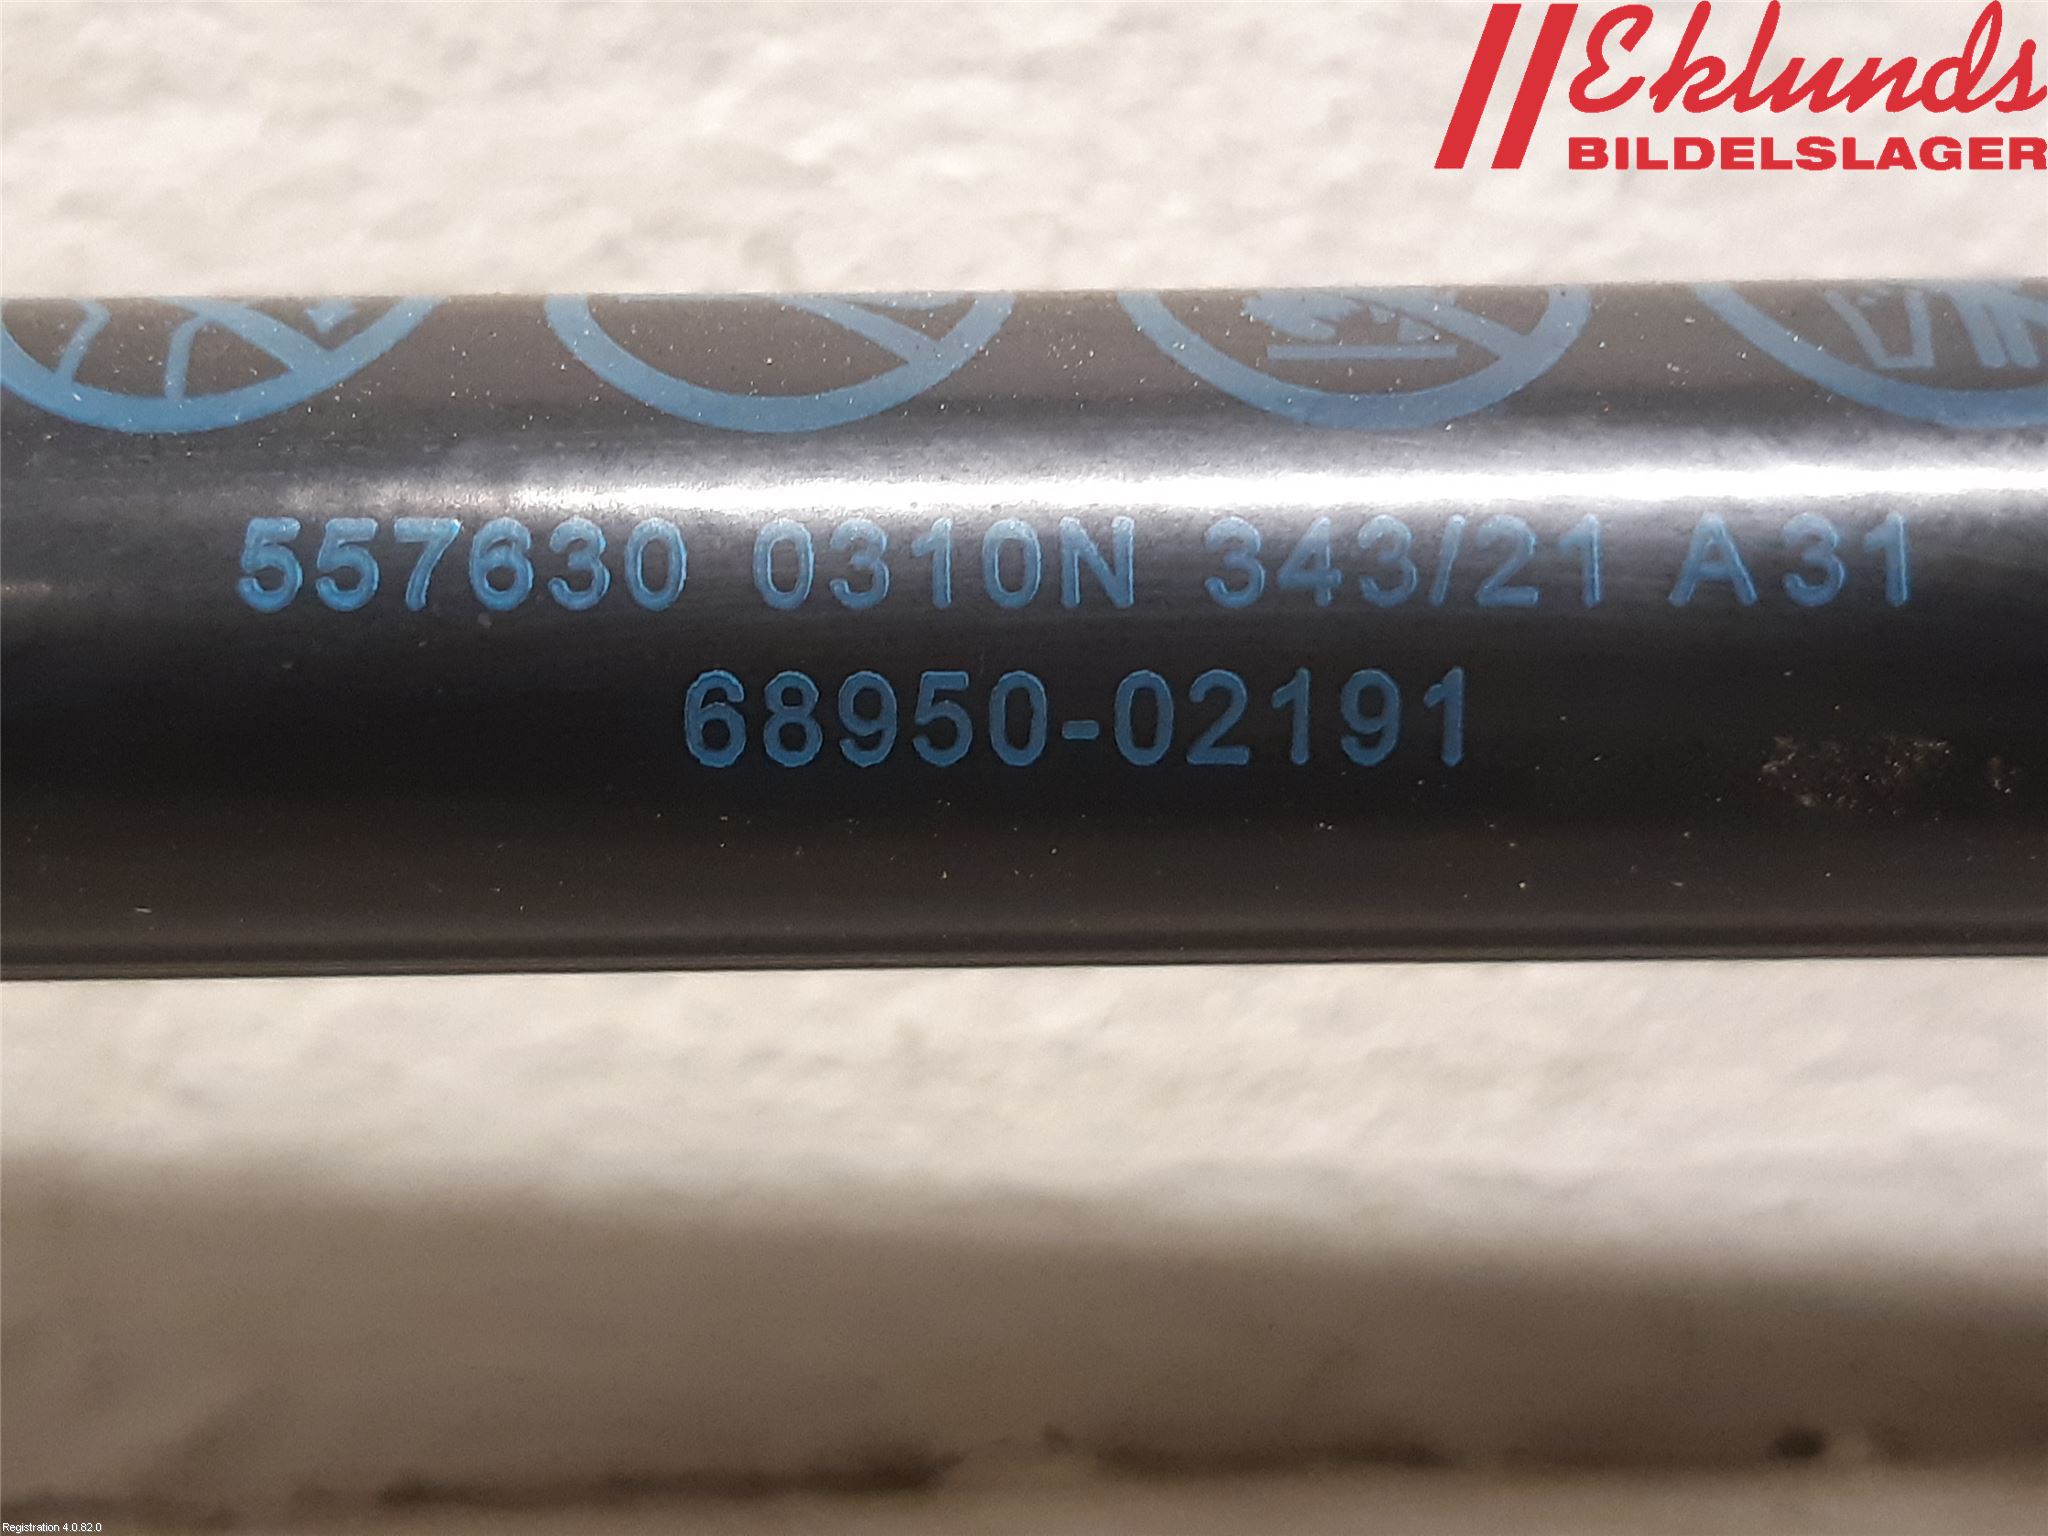 Eklunds
BILDELSLAGER
557630 0310N 343/21 A31
68950-02191
Registration 4.0.82.0